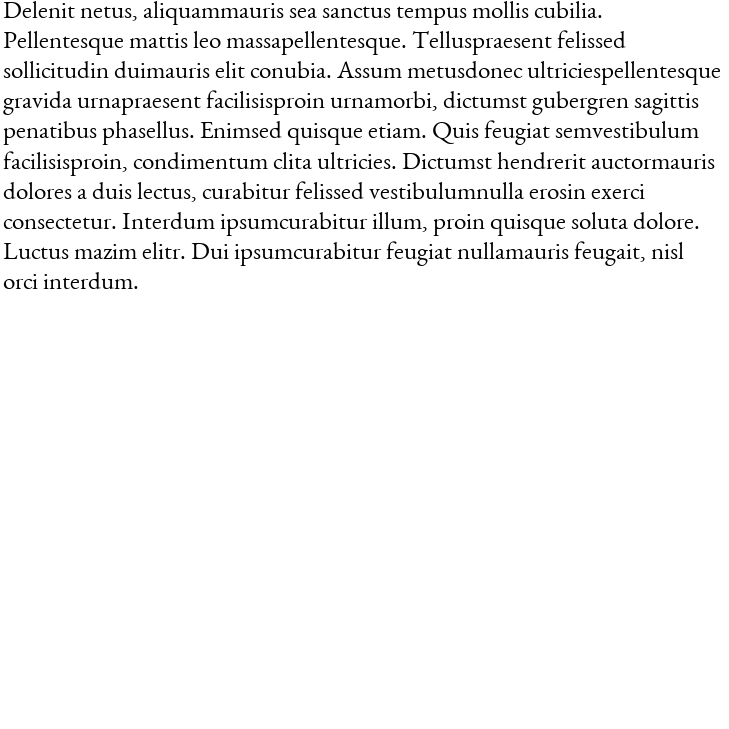 Delenit netus, aliquammauris sea sanctus tempus mollis cubilia.
Pellentesque mattis leo massapellentesque. Telluspraesent felissed
sollicitudin duimauris elit conubia. Assum metusdonec ultriciespellentesque
gravida urnapraesent facilisisproin urnamorbi, dictumst gubergren sagittis
penatibus phasellus. Enimsed quisque etiam. Quis feugiat semvestibulum
facilisisproin, condimentum clita ultricies. Dictumst hendrerit auctormauris
dolores a duis lectus, curabitur felissed vestibulumnulla erosin exerci
consectetur. Interdum ipsumcurabitur illum, proin quisque soluta dolore.
Luctus mazim elitr. Dui ipsumcurabitur feugiat nullamauris feugait, nisl
orci interdum.